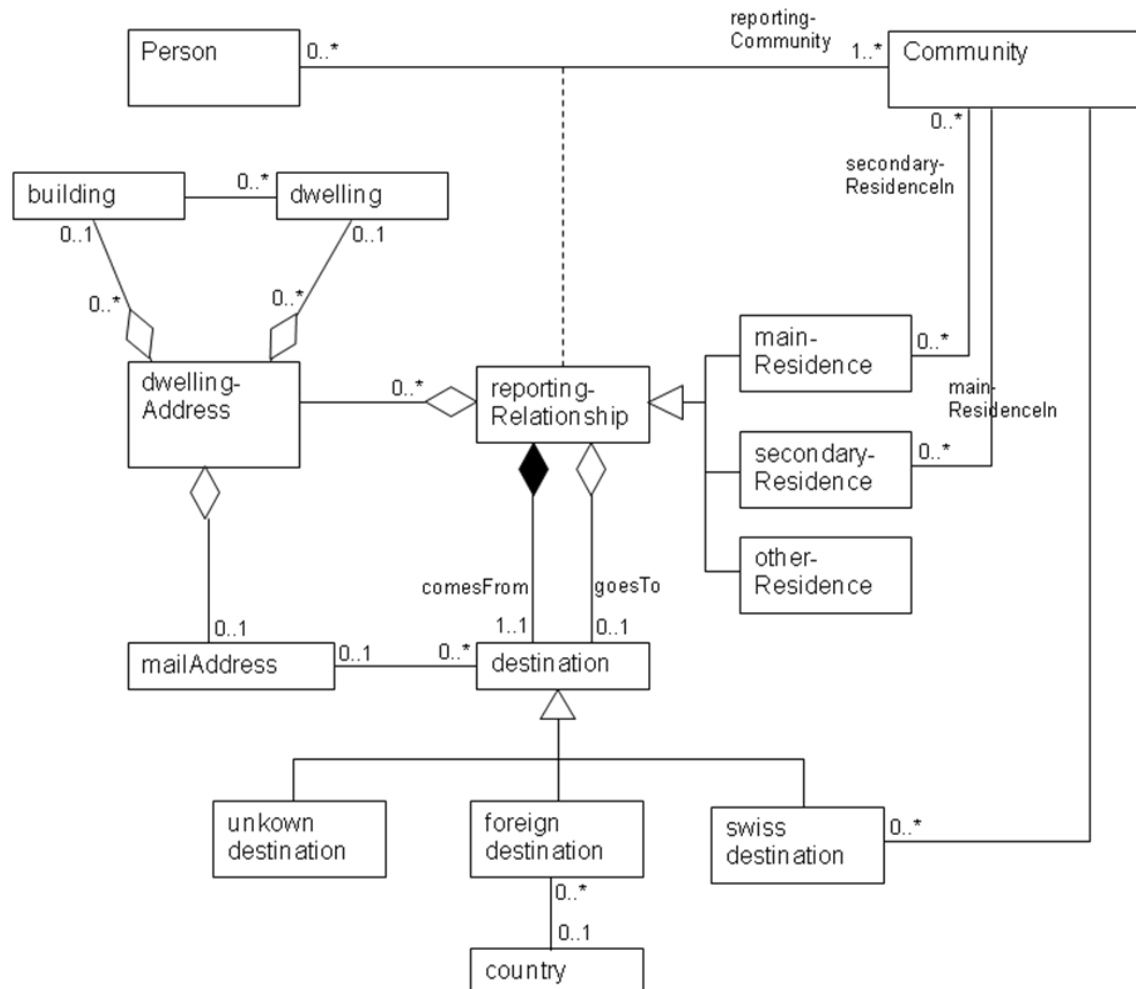 reporting-
Community
Person
0..*
1..*
Community
0..*
secondary-
ResidenceIn
building
0..*
dwelling
0..1
0..1
0..*
0..*
main-
Residence
0..*
dwelling-
Address
0..*
reporting-
Relationship
main-
ResidenceIn
secondary-
Residence
0..*
other-
Residence
comesFrom
goesTo
0..1
1..1
0..1
mailAddress
0..1
0..*
destination
unkown
destination
foreign
destination
swiss
destination
0..*
0..*
0..1
country